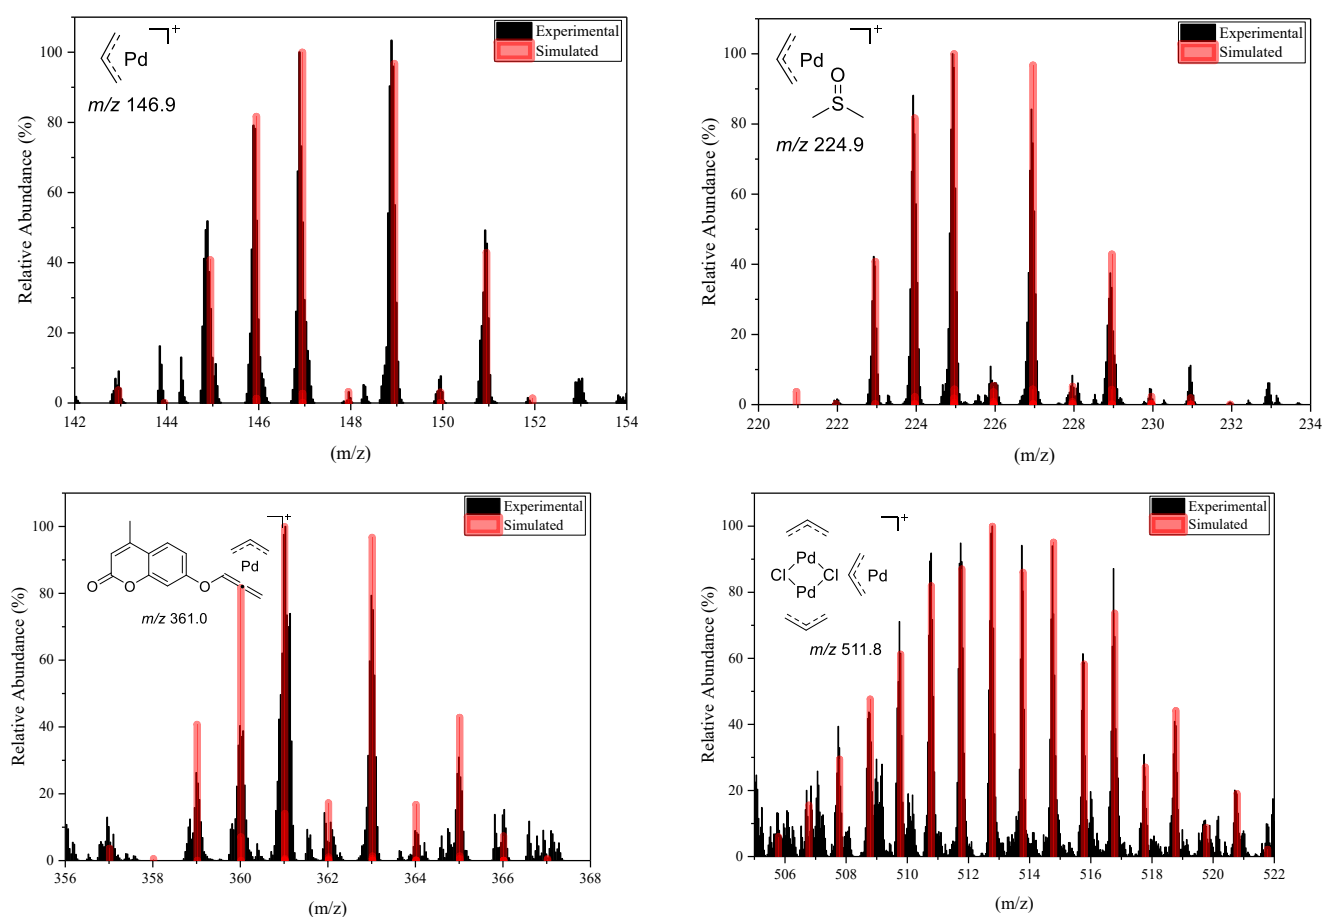 Experimental
Simulated
Pd
+
m/z 146.9
Relative Abundance (%)
100
80
60
40
20
0
142 144 146 148 150 152 154
(m/z)
Experimental
Simulated
Pd
+
O
S
m/z 224.9
Relative Abundance (%)
100
80
60
40
20
0
220 222 224 226 228 230 232 234
(m/z)
Experimental
Simulated
+
Pd
O O O
m/z 361.0
Relative Abundance (%)
100
80
60
40
20
0
356 358 360 362 364 366 368
(m/z)
Experimental
Simulated
+
Pd
Cl Cl Pd
Pd
m/z 511.8
Relative Abundance (%)
100
80
60
40
20
0
506 508 510 512 514 516 518 520 522
(m/z)